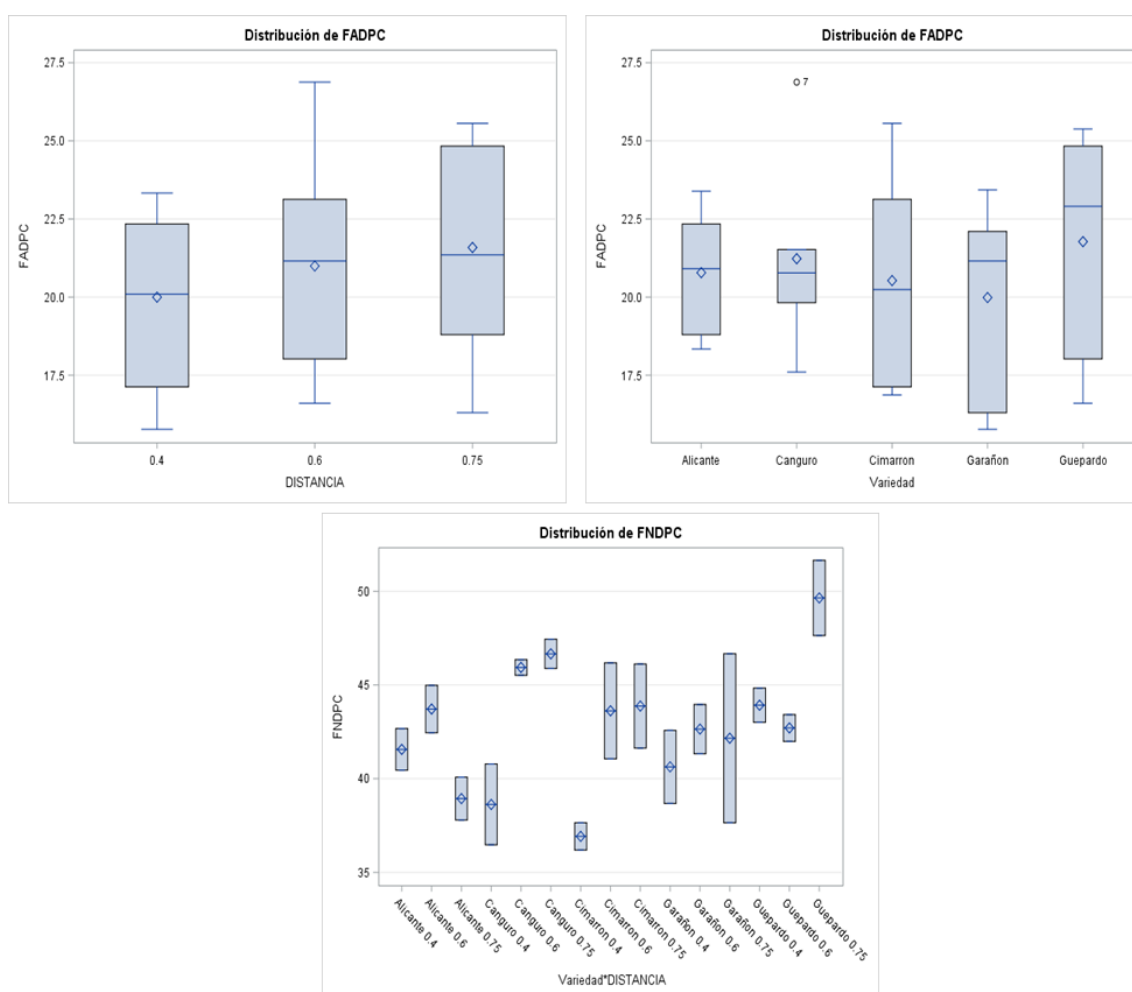 Distribución de FADPC
27.5
25.0
22.5
20.0
17.5
FADPC
0.4
0.6
0.75
DISTANCIA
Distribución de FADPC
27.5
25.0
22.5
20.0
17.5
FADPC
7
Alicante
Canguro
Cimarron
Garañon
Guepardo
Variedad
Distribución de FNDPC
50
45
40
35
FNDPC
Alicante 0.4
Alicante 0.6
Alicante 0.75
Canguro 0.4
Canguro 0.6
Canguro 0.75
Cimarron 0.4
Cimarron 0.6
Cimarron 0.75
Garañon 0.4
Garañon 0.6
Garañon 0.75
Guepardo 0.4
Guepardo 0.6
Guepardo 0.75
Variedad*DISTANCIA